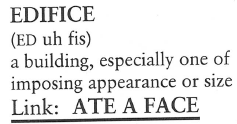 EDIFICE
(ED uh fis)
a building, especially one of
imposing appearance or size
Link:  ATE A FACE